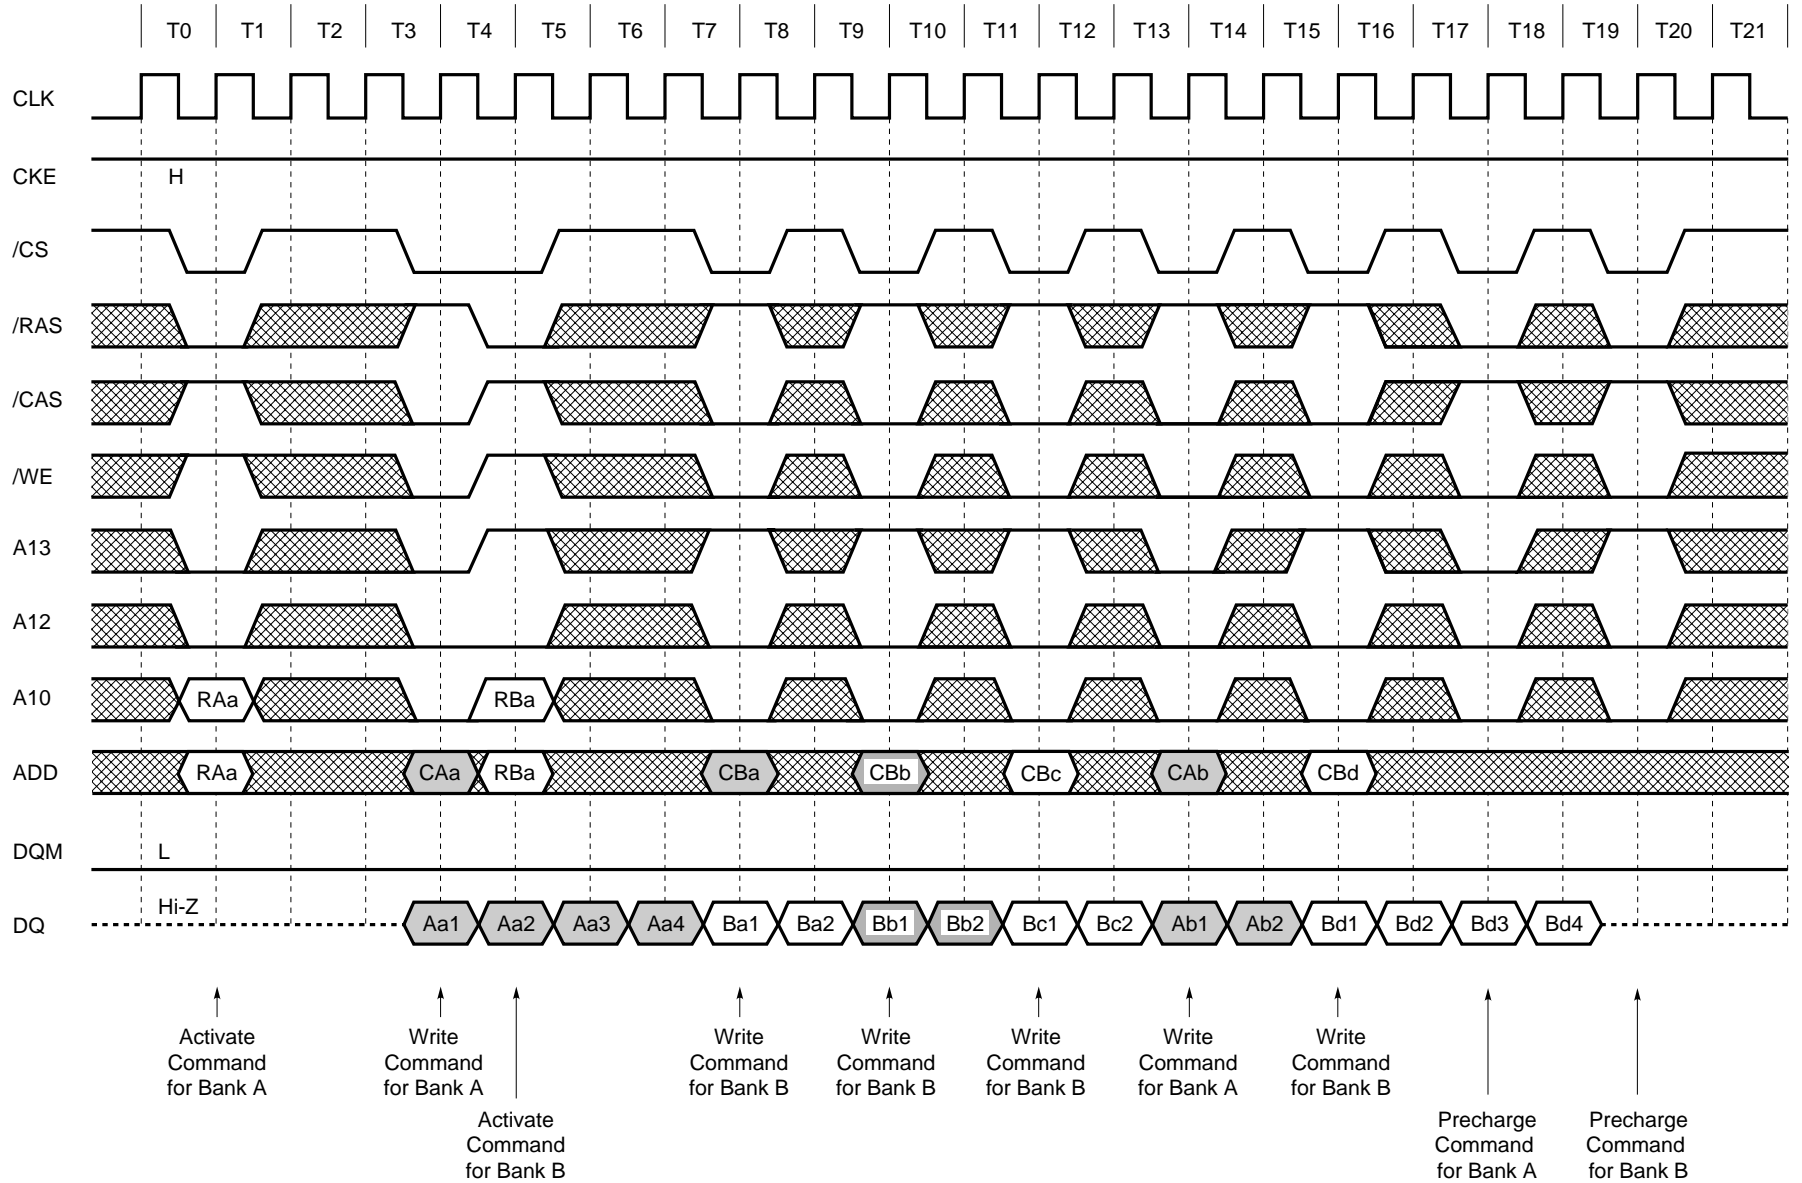 T0 T1 T2 T3 T4 T5 T6 T7 T8 T9 T10 T11 T12 T13 T14 T15 T16 T17 T18 T19 T20 T21
CLK
CKE H
/CS
/RAS
/CAS
/WE
A13
A12
A10 RAa RBa
ADD RAa CAa RBa CBa CBb CBc CAb CBd
DQM L
Hi-Z
DQ Aa1 Aa2 Aa3 Aa4 Ba1 Ba2 Bb1 Bb2 Bc1 Bc2 Ab1 Ab2 Bd1 Bd2 Bd3 Bd4
Activate
Command
for Bank A
Write
Command
for Bank A
Activate
Command
for Bank B
Write
Command
for Bank B
Write
Command
for Bank B
Write
Command
for Bank B
Write
Command
for Bank A
Write
Command
for Bank B
Precharge
Command
for Bank A
Precharge
Command
for Bank B